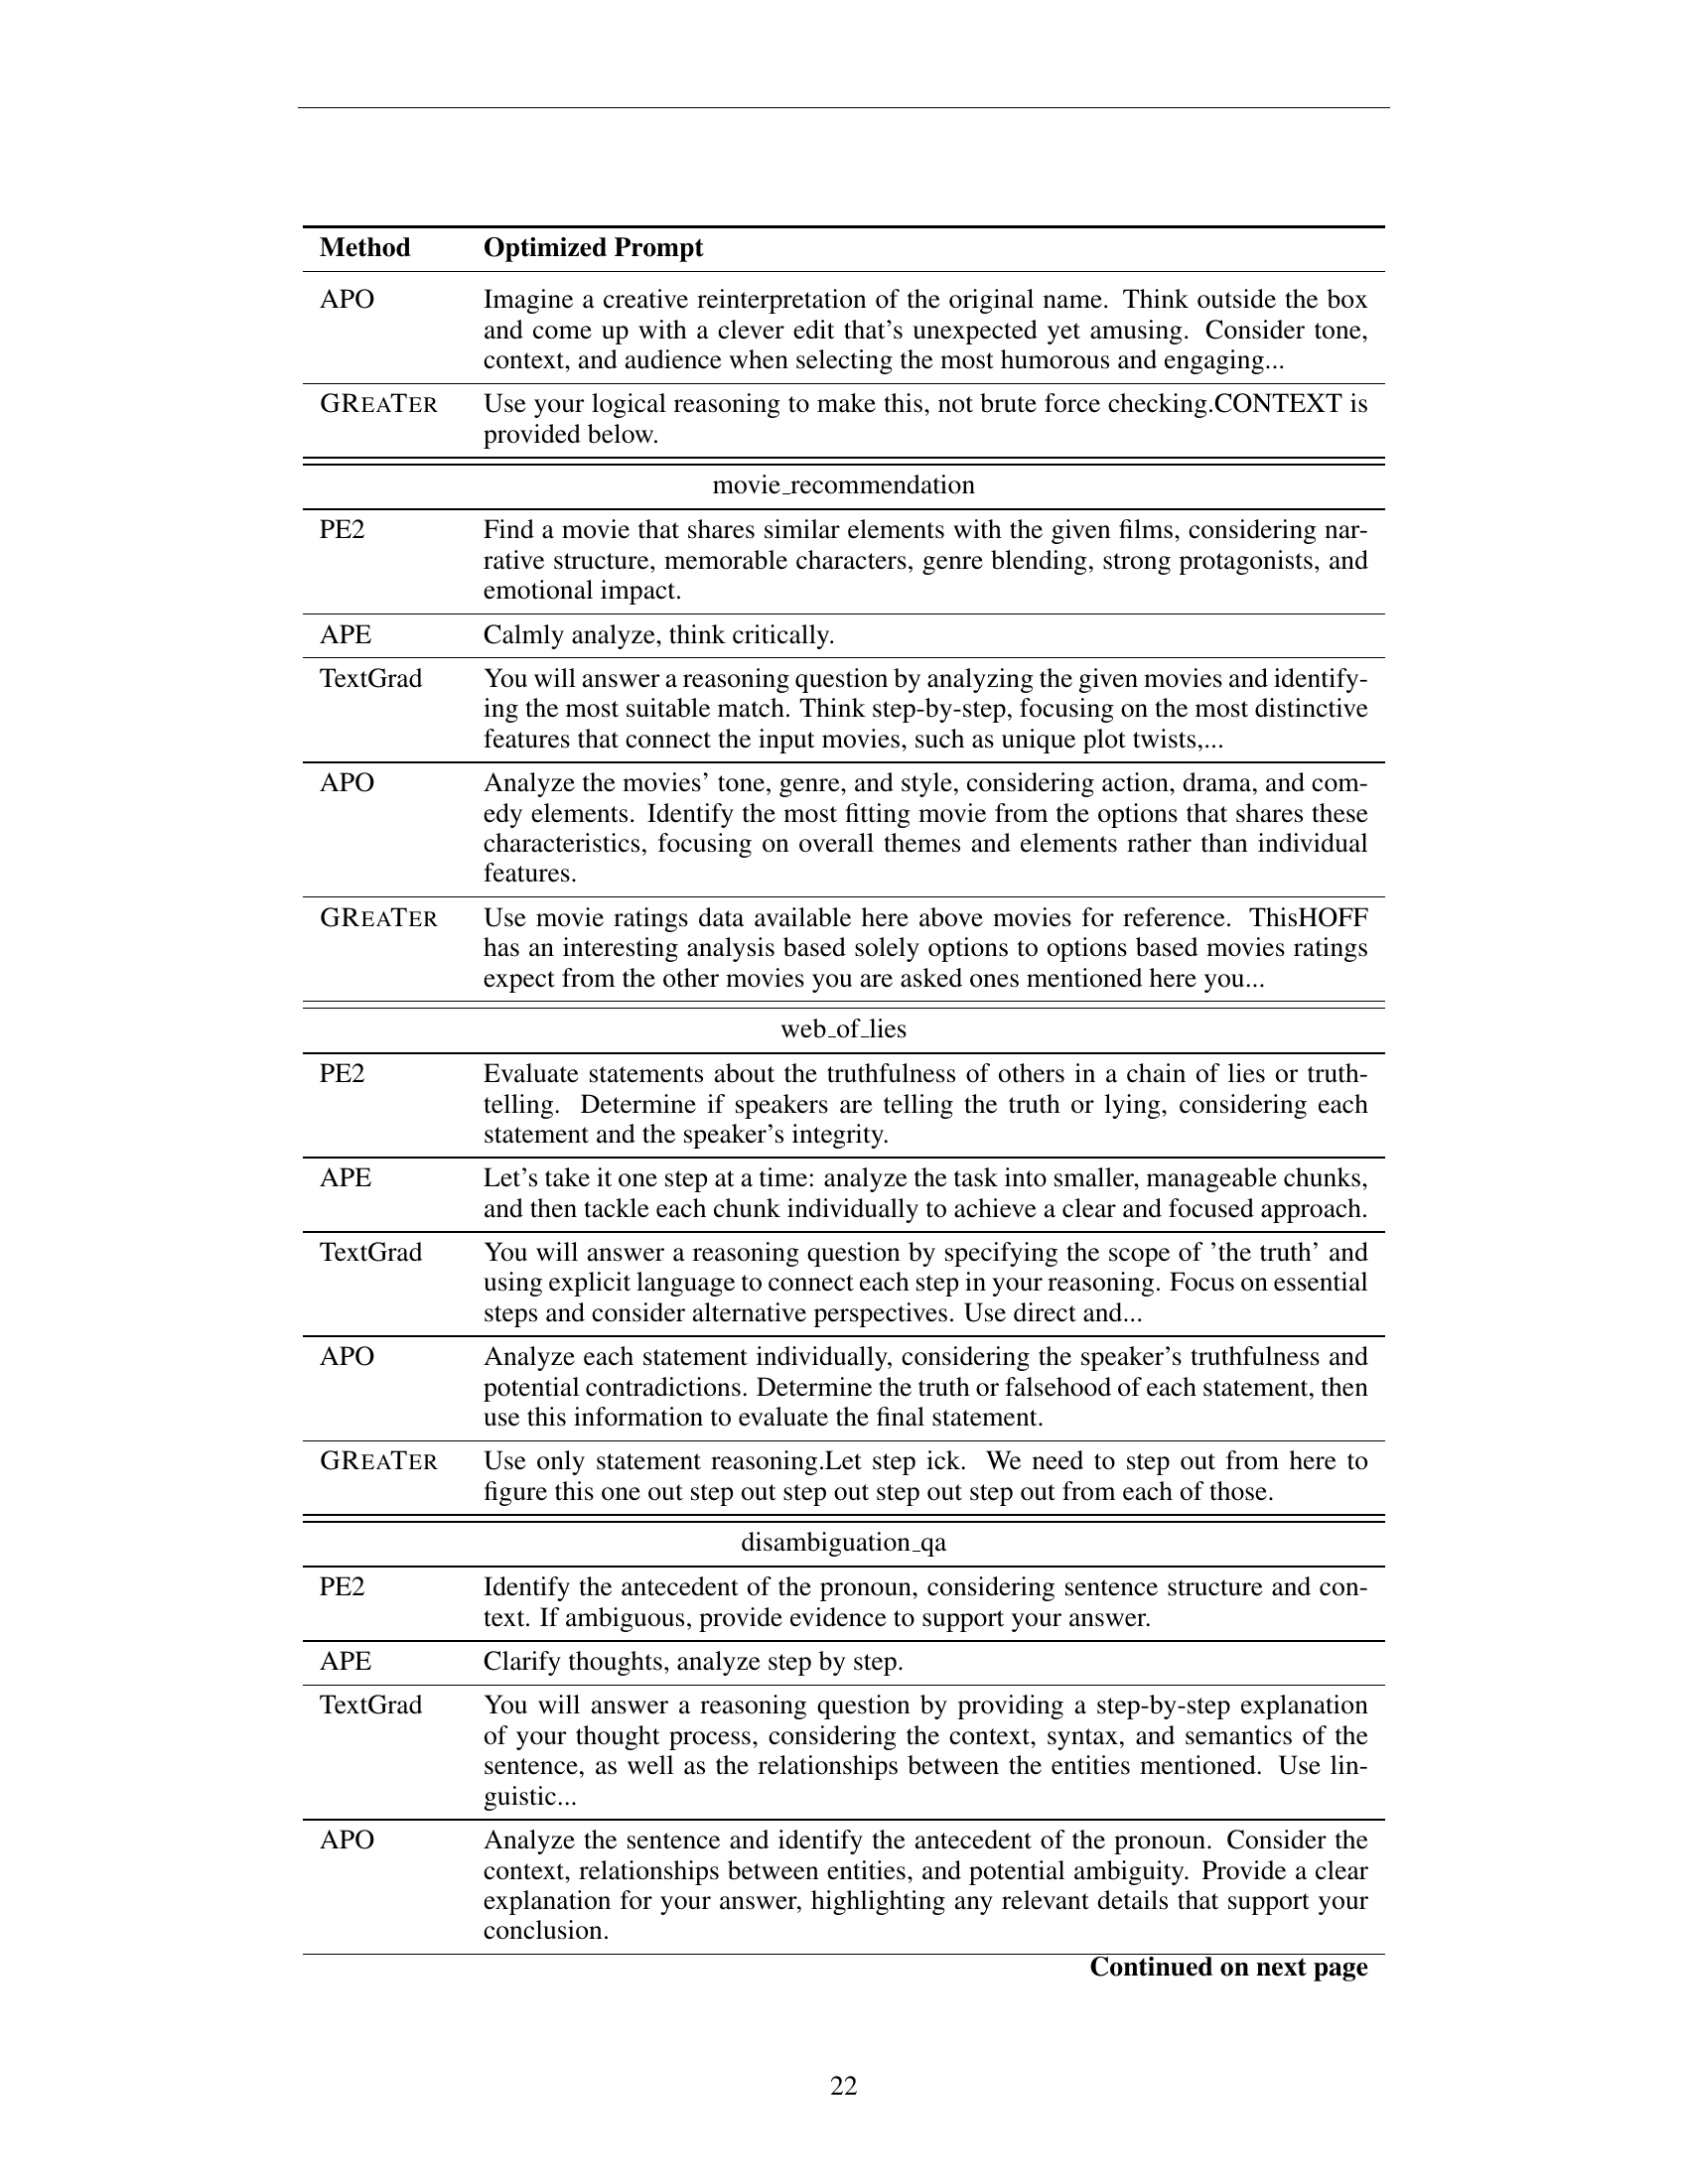 Method Optimized Prompt
APO Imagine a creative reinterpretation of the original name. Think outside the box
and come up with a clever edit that's unexpected yet amusing. Consider tone,
context, and audience when selecting the most humorous and engaging...
GREATER Use your logical reasoning to make this, not brute force checking.CONTEXT is
provided below.
movie_recommendation
PE2 Find a movie that shares similar elements with the given films, considering nar-
rative structure, memorable characters, genre blending, strong protagonists, and
emotional impact.
APE Calmly analyze, think critically.
TextGrad You will answer a reasoning question by analyzing the given movies and identify-
ing the most suitable match. Think step-by-step, focusing on the most distinctive
features that connect the input movies, such as unique plot twists,...
APO Analyze the movies' tone, genre, and style, considering action, drama, and com-
edy elements. Identify the most fitting movie from the options that shares these
characteristics, focusing on overall themes and elements rather than individual
features.
GREATER Use movie ratings data available here above movies for reference. ThisHOFF
has an interesting analysis based solely options to options based movies ratings
expect from the other movies you are asked ones mentioned here you...
web_of_lies
PE2 Evaluate statements about the truthfulness of others in a chain of lies or truth-
telling. Determine if speakers are telling the truth or lying, considering each
statement and the speaker's integrity.
APE Let's take it one step at a time: analyze the task into smaller, manageable chunks,
and then tackle each chunk individually to achieve a clear and focused approach.
TextGrad You will answer a reasoning question by specifying the scope of 'the truth' and
using explicit language to connect each step in your reasoning. Focus on essential
steps and consider alternative perspectives. Use direct and...
APO Analyze each statement individually, considering the speaker's truthfulness and
potential contradictions. Determine the truth or falsehood of each statement, then
use this information to evaluate the final statement.
GREATER Use only statement reasoning.Let step ick. We need to step out from here to
figure this one out step out step out step out step out from each of those.
disambiguation_qa
PE2 Identify the antecedent of the pronoun, considering sentence structure and con-
text. If ambiguous, provide evidence to support your answer.
APE Clarify thoughts, analyze step by step.
TextGrad You will answer a reasoning question by providing a step-by-step explanation
of your thought process, considering the context, syntax, and semantics of the
sentence, as well as the relationships between the entities mentioned. Use lin-
guistic...
APO Analyze the sentence and identify the antecedent of the pronoun. Consider the
context, relationships between entities, and potential ambiguity. Provide a clear
explanation for your answer, highlighting any relevant details that support your
conclusion.
Continued on next page
22